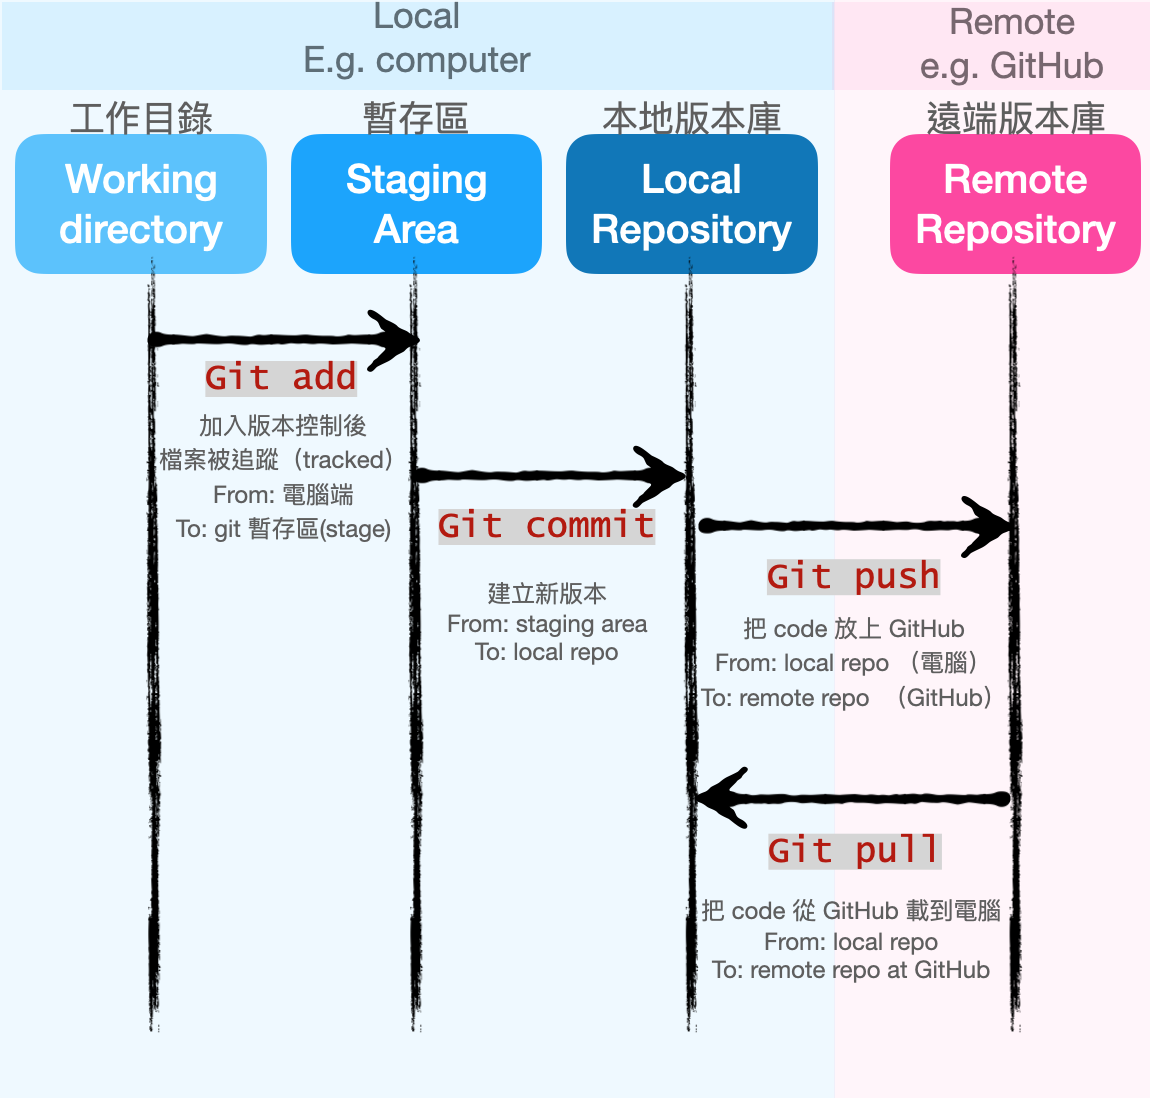 Local
E.g. computer
Remote
e.g. GitHub
工作目錄
暫存區
本地版本庫
遠端版本庫
Working
directory
Staging
Area
Local
Repository
Remote
Repository
Git add
加入版本控制後
檔案被追蹤（tracked）
From: 電腦端
To: git 暫存區(stage)
Git commit
建立新版本
From: staging area
To: local repo
Git push
把 code 放上 GitHub
From: local repo （電腦）
To: remote repo （GitHub）
Git pull
把 code 從 GitHub 載到電腦
From: local repo
To: remote repo at GitHub